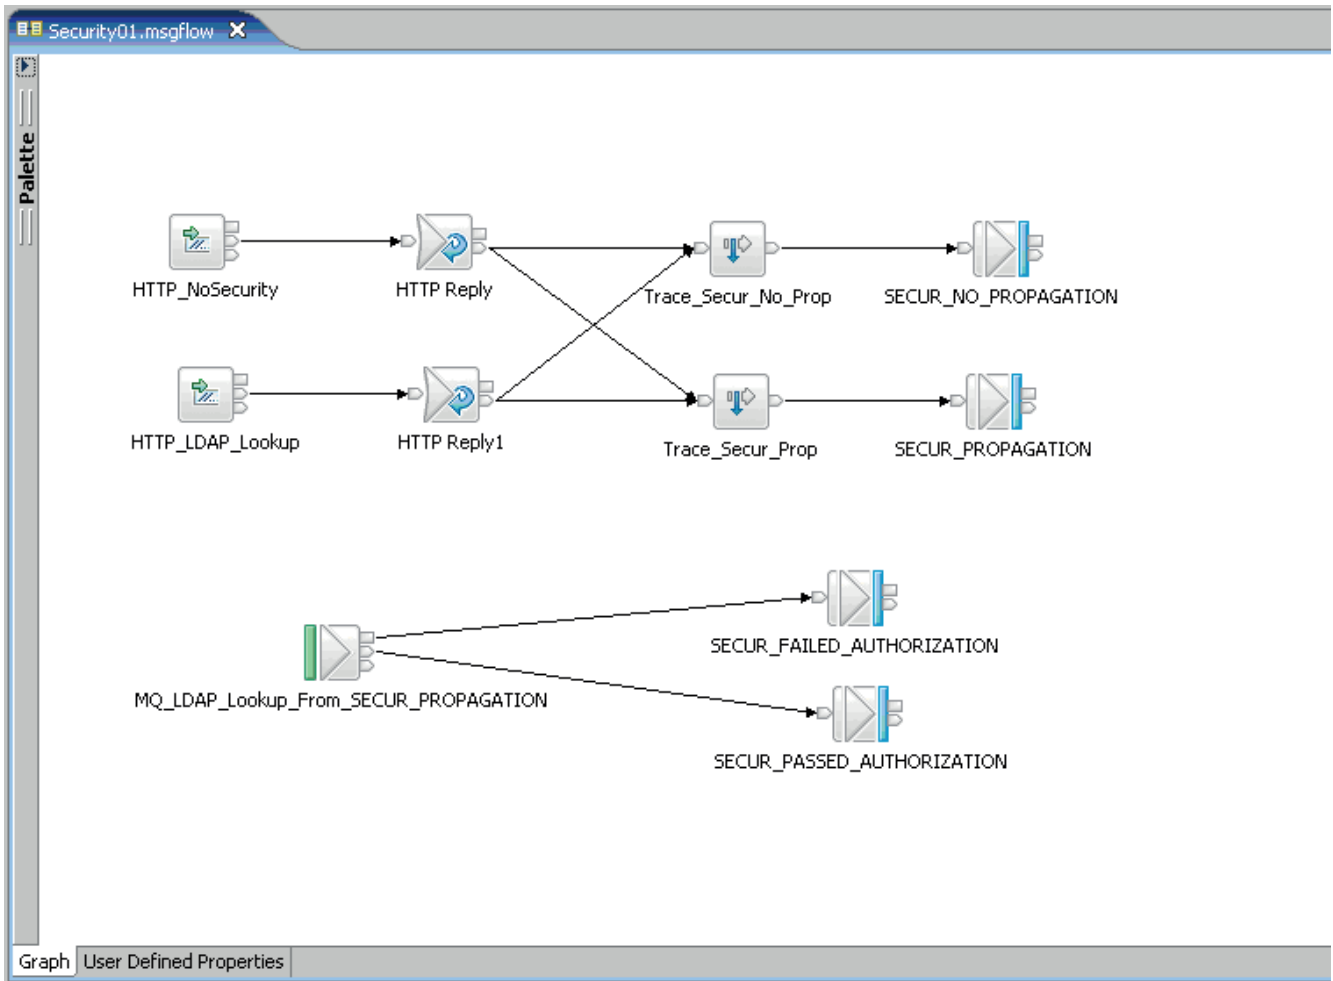 Security01.msgflow
Palette
HTTP_NoSecurity
HTTP Reply
Trace_Secur_No_Prop
SECUR_NO_PROPAGATION
HTTP_LDAP_Lookup
HTTP Reply1
Trace_Secur_Prop
SECUR_PROPAGATION
SECUR_FAILED_AUTHORIZATION
MQ_LDAP_Lookup_From_SECUR_PROPAGATION
SECUR_PASSED_AUTHORIZATION
Graph
User Defined Properties